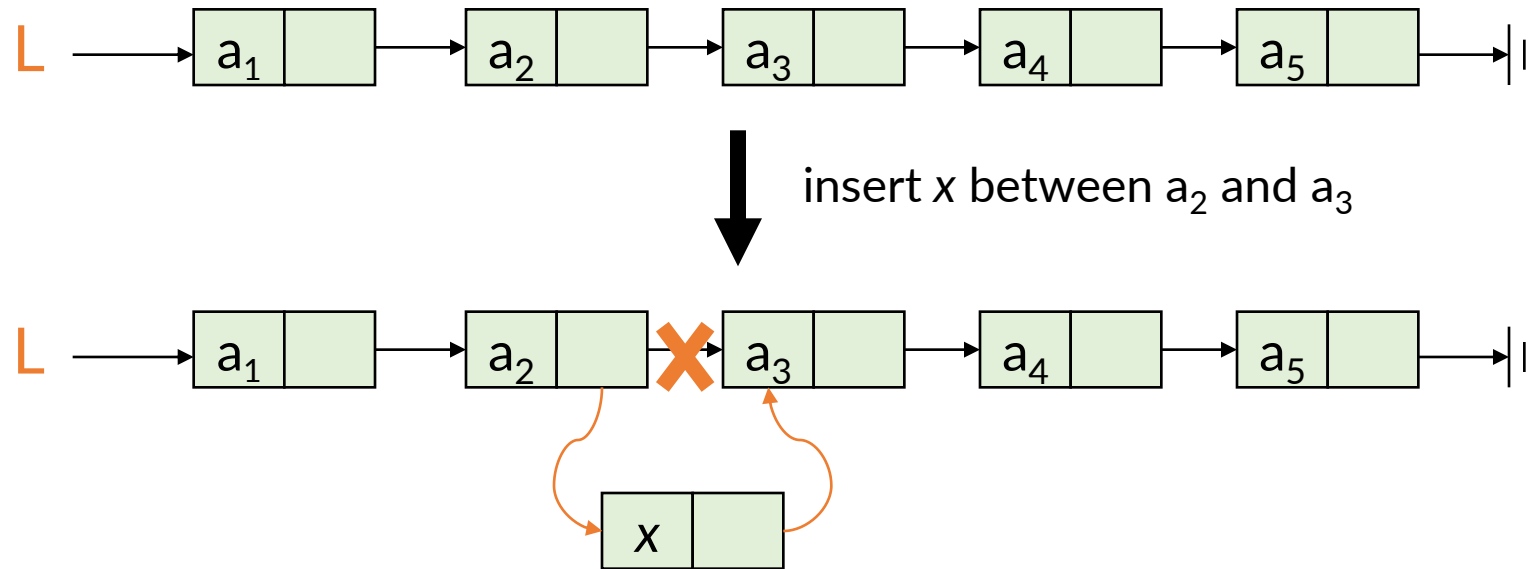 L a₁ a₂ a₃ a₄ a₅
insert x between a₂ and a₃
L a₁ a₂ a₃ a₄ a₅
x